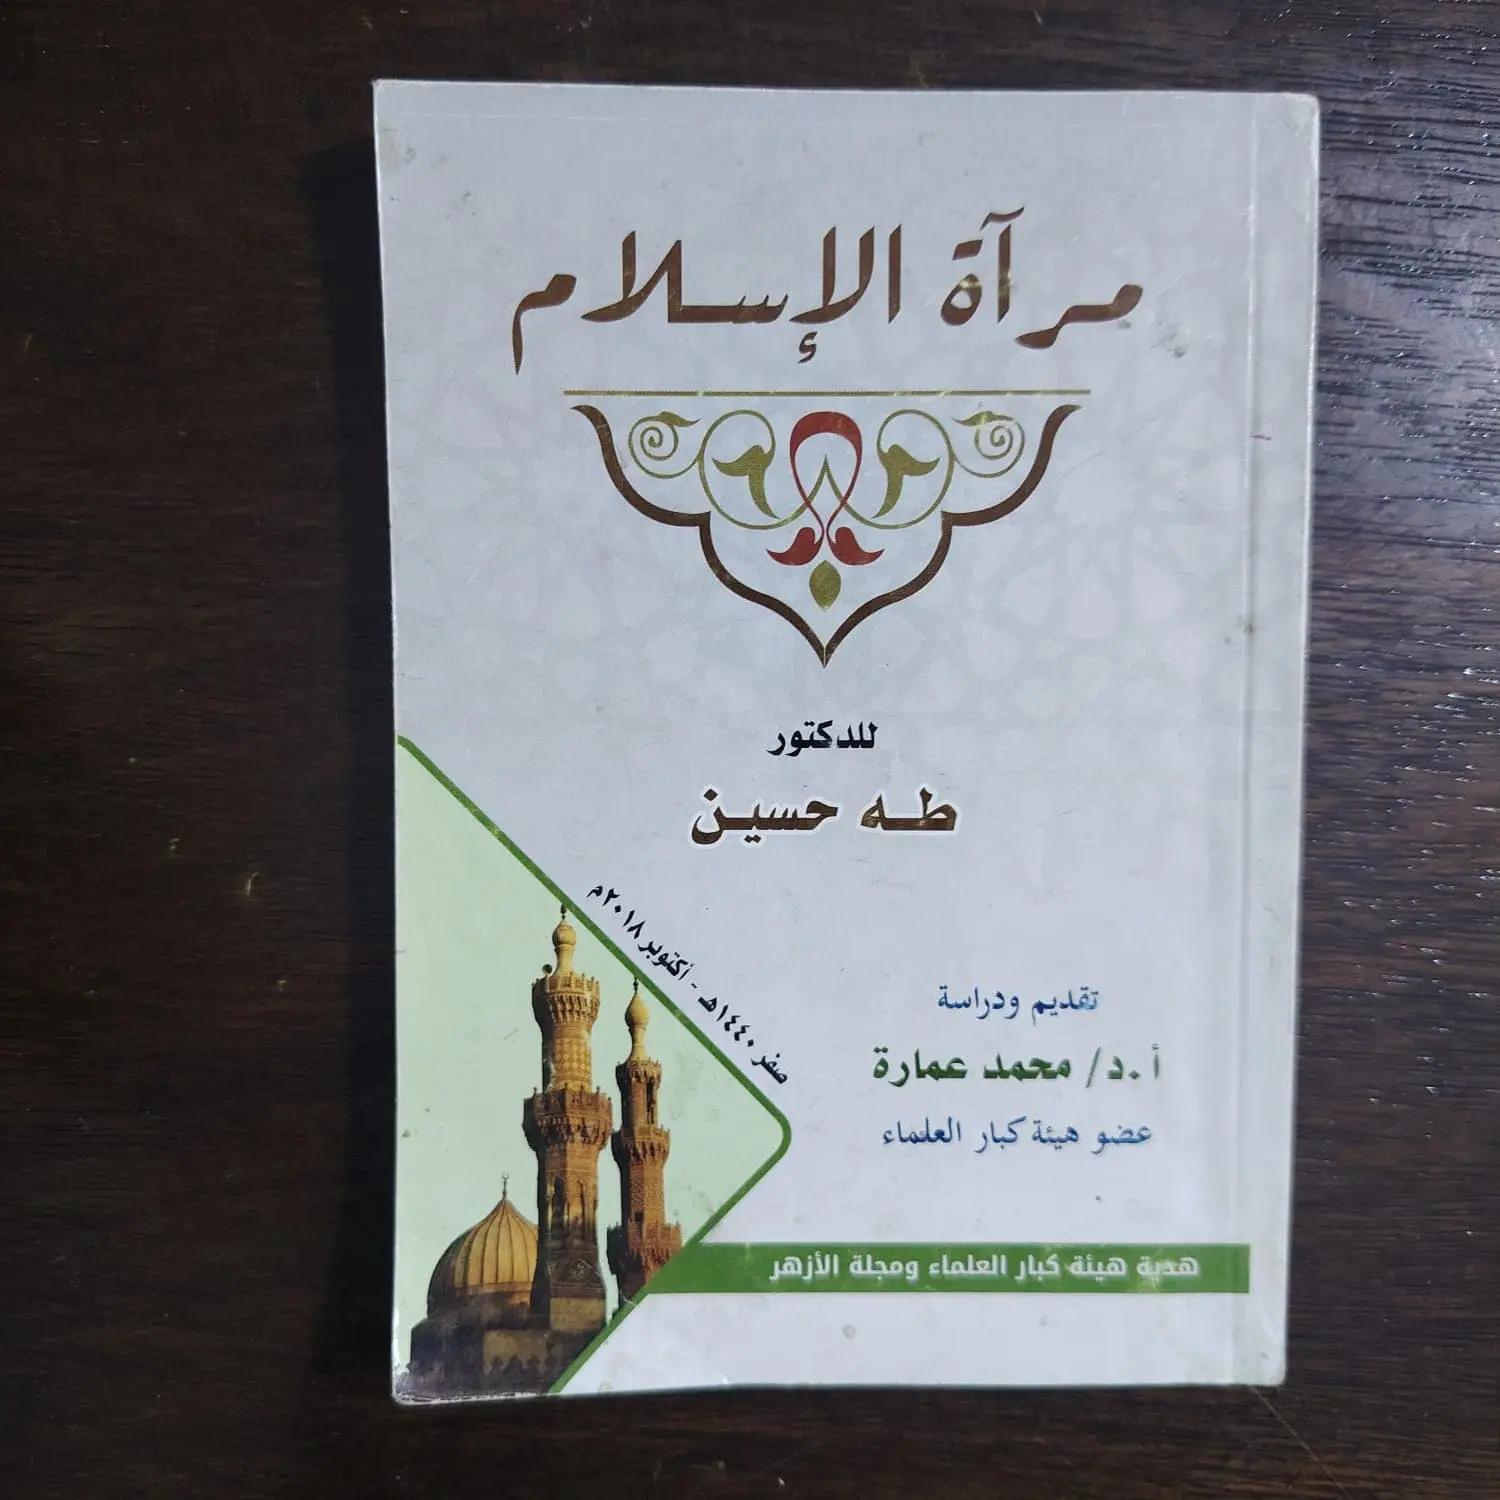 مرآة الإسلام
للدكتور
طه حسين
صفر ١٤٤٠هـ - أكتوبر ٢٠١٨م
تقديم ودراسة
أ.د/ محمد عمارة
عضو هيئة كبار العلماء
هدية هيئة كبار العلماء ومجلة الأزهر